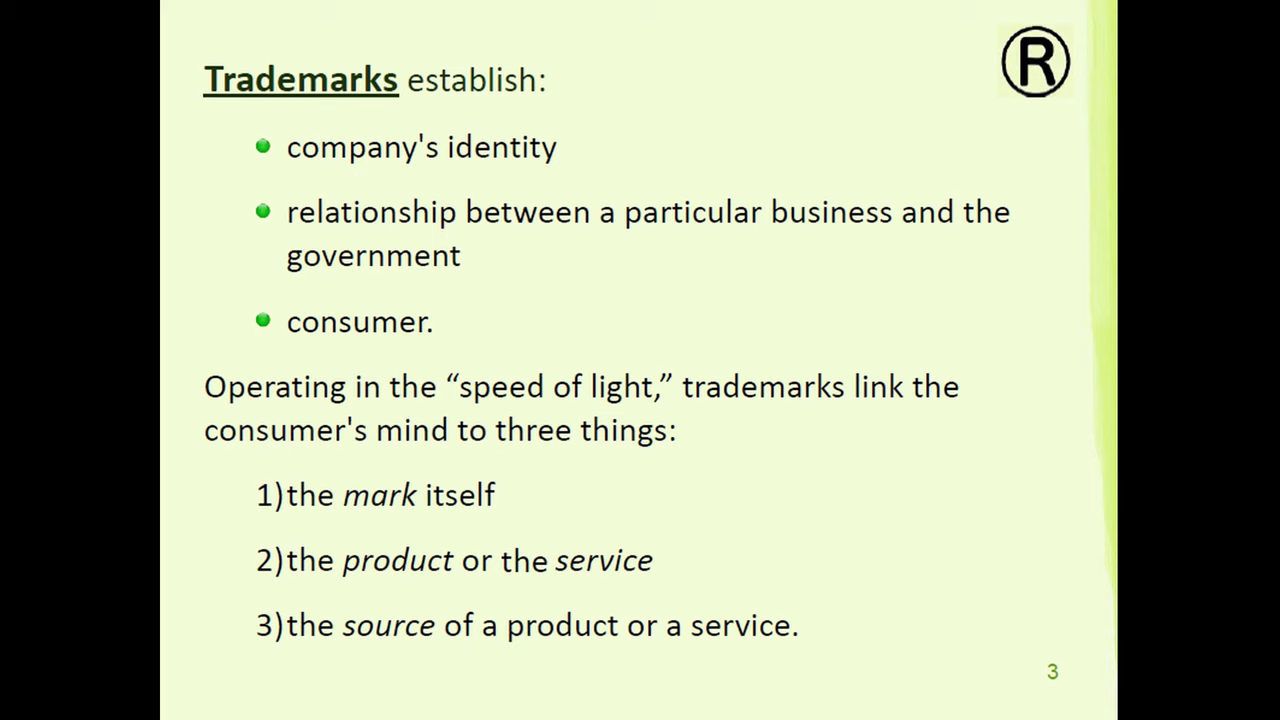 Trademarks establish:
®
company's identity
relationship between a particular business and the
government
consumer.
Operating in the “speed of light,” trademarks link the
consumer's mind to three things:
1) the mark itself
2) the product or the service
3) the source of a product or a service.
3